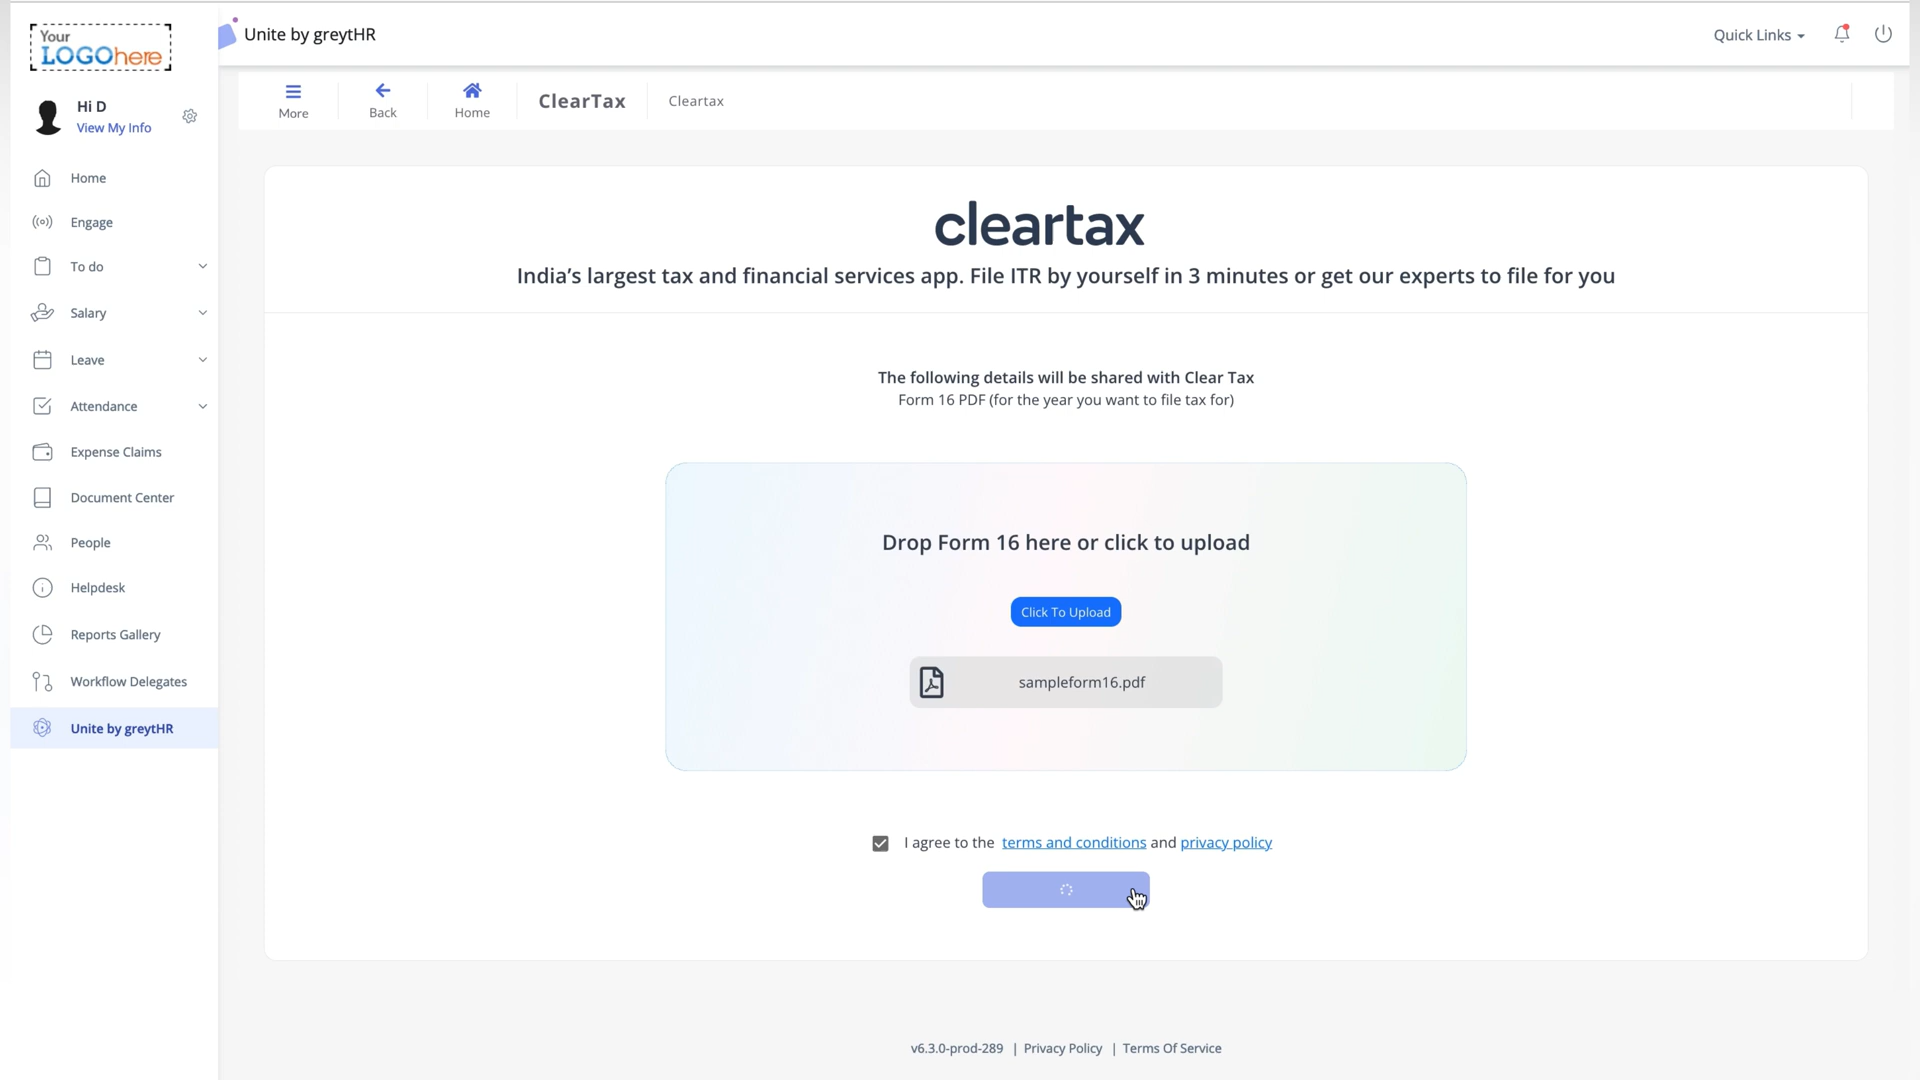 Your
LOGOhere
Unite by greytHR
Quick Links
Hi D
View My Info
More
Back
Home
ClearTax
Cleartax
Home
Engage
To do
Salary
Leave
Attendance
Expense Claims
Document Center
People
Helpdesk
Reports Gallery
Workflow Delegates
Unite by greytHR
cleartax
India’s largest tax and financial services app. File ITR by yourself in 3 minutes or get our experts to file for you
The following details will be shared with Clear Tax
Form 16 PDF (for the year you want to file tax for)
Drop Form 16 here or click to upload
Click To Upload
sampleform16.pdf
I agree to the terms and conditions and privacy policy
v6.3.0-prod-289 | Privacy Policy | Terms Of Service